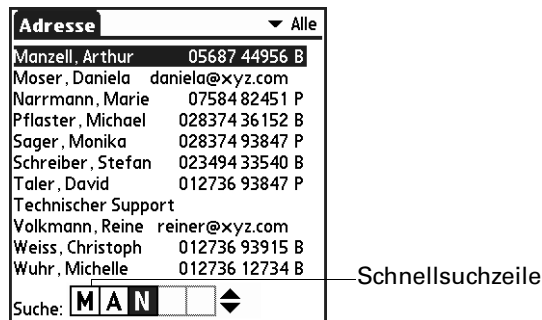 Adresse Alle
Manzell, Arthur 05687 44956 B
Moser, Daniela daniela@xyz.com
Narrmann, Marie 07584 82451 P
Pflaster, Michael 028374 36152 B
Sager, Monika 028374 93847 P
Schreiber, Stefan 023494 33540 B
Taler, David 012736 93847 P
Technischer Support
Volkmann, Reine reiner@xyz.com
Weiss, Christoph 012736 93915 B
Wuhr, Michelle 012736 12734 B
Schnellsuchzeile
Suche: M A N